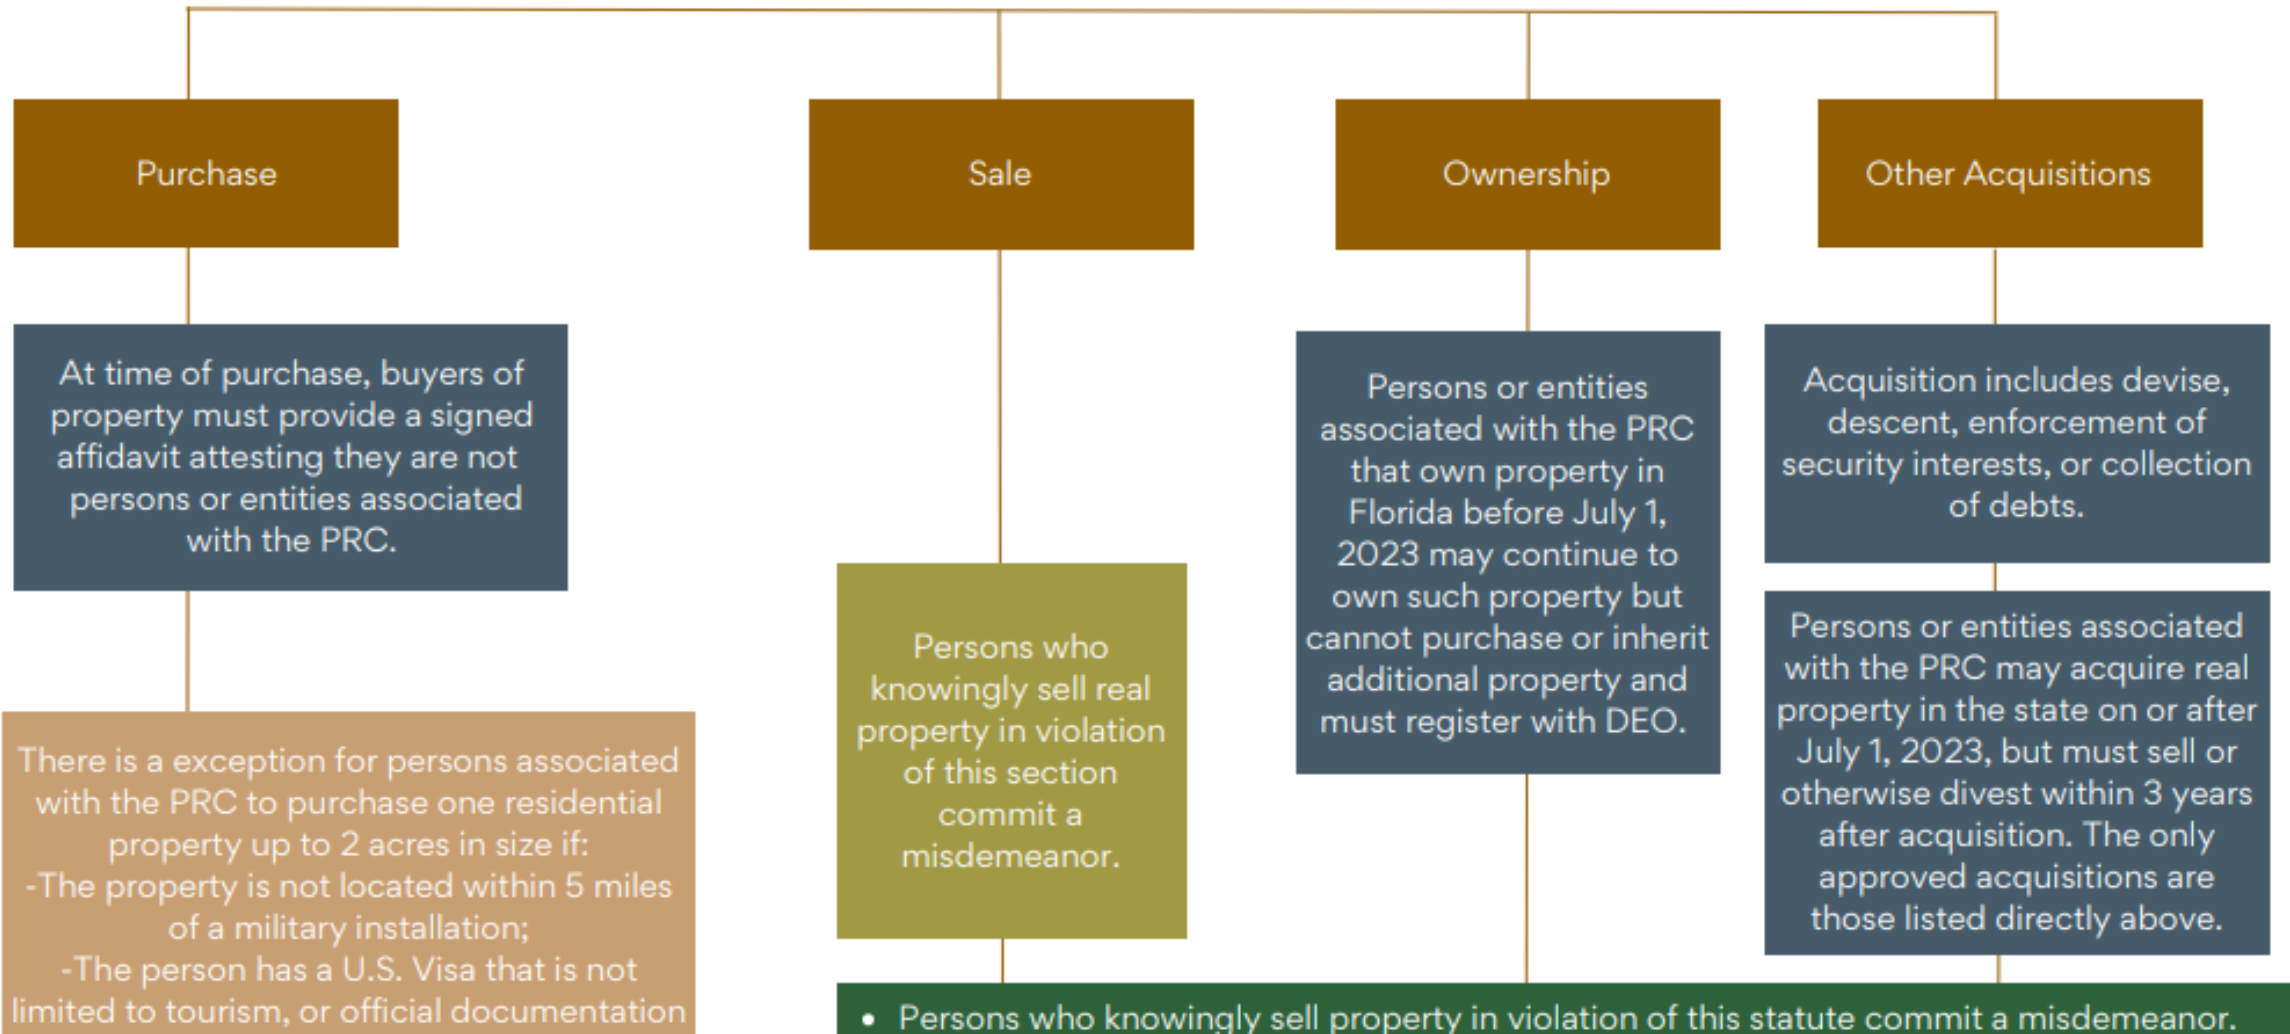 Purchase
Sale
Ownership
Other Acquisitions
At time of purchase, buyers of
property must provide a signed
affidavit attesting they are not
persons or entities associated
with the PRC.
There is a exception for persons associated
with the PRC to purchase one residential
property up to 2 acres in size if:
-The property is not located within 5 miles
of a military installation;
-The person has a U.S. Visa that is not
limited to tourism, or official documentation
Persons who
knowingly sell real
property in violation
of this section
commit a
misdemeanor.
Persons or entities
associated with the PRC
that own property in
Florida before July 1,
2023 may continue to
own such property but
cannot purchase or inherit
additional property and
must register with DEO.
Acquisition includes devise,
descent, enforcement of
security interests, or collection
of debts.
Persons or entities associated
with the PRC may acquire real
property in the state on or after
July 1, 2023, but must sell or
otherwise divest within 3 years
after acquisition. The only
approved acquisitions are
those listed directly above.
• Persons who knowingly sell property in violation of this statute commit a misdemeanor.